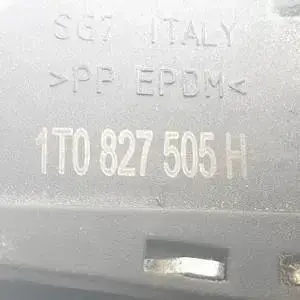 SG7 ITALY
>PP EPDM<
1T0 827 505 H